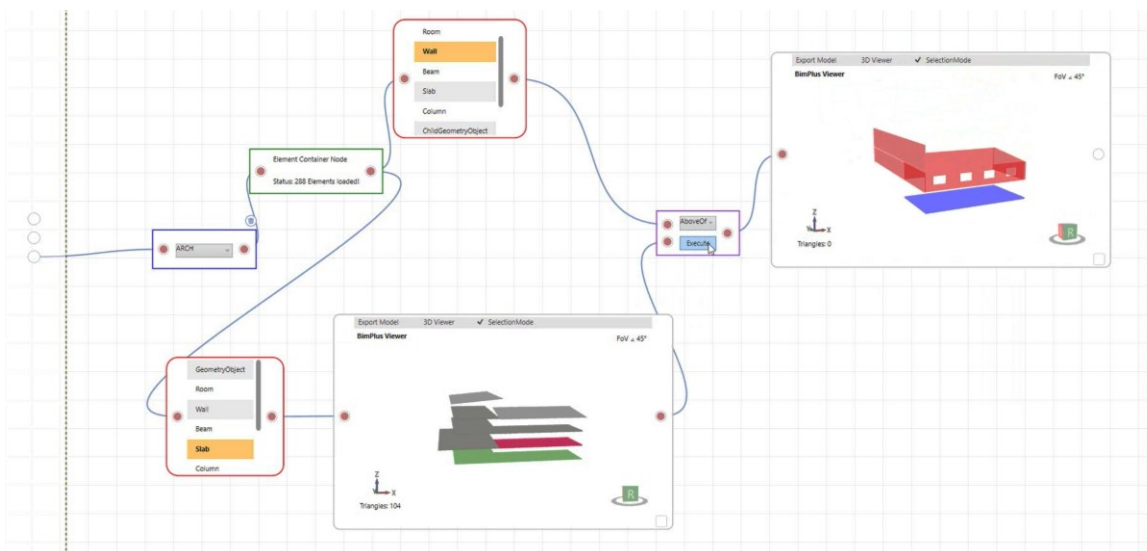 Room
Wall
Beam
Slab
Column
ChildGeometryObject
Export Model 3D Viewer ✓ SelectionMode
BimPlus Viewer
FoV ⦟ 45°
Z
X
Triangles: 0
R
Element Container Node
Status: 288 Elements loaded!
ARCH
AboveOf
Execute
Export Model 3D Viewer ✓ SelectionMode
BimPlus Viewer
FoV ⦟ 45°
Z
X
Triangles: 104
R
GeometryObject
Room
Wall
Beam
Slab
Column